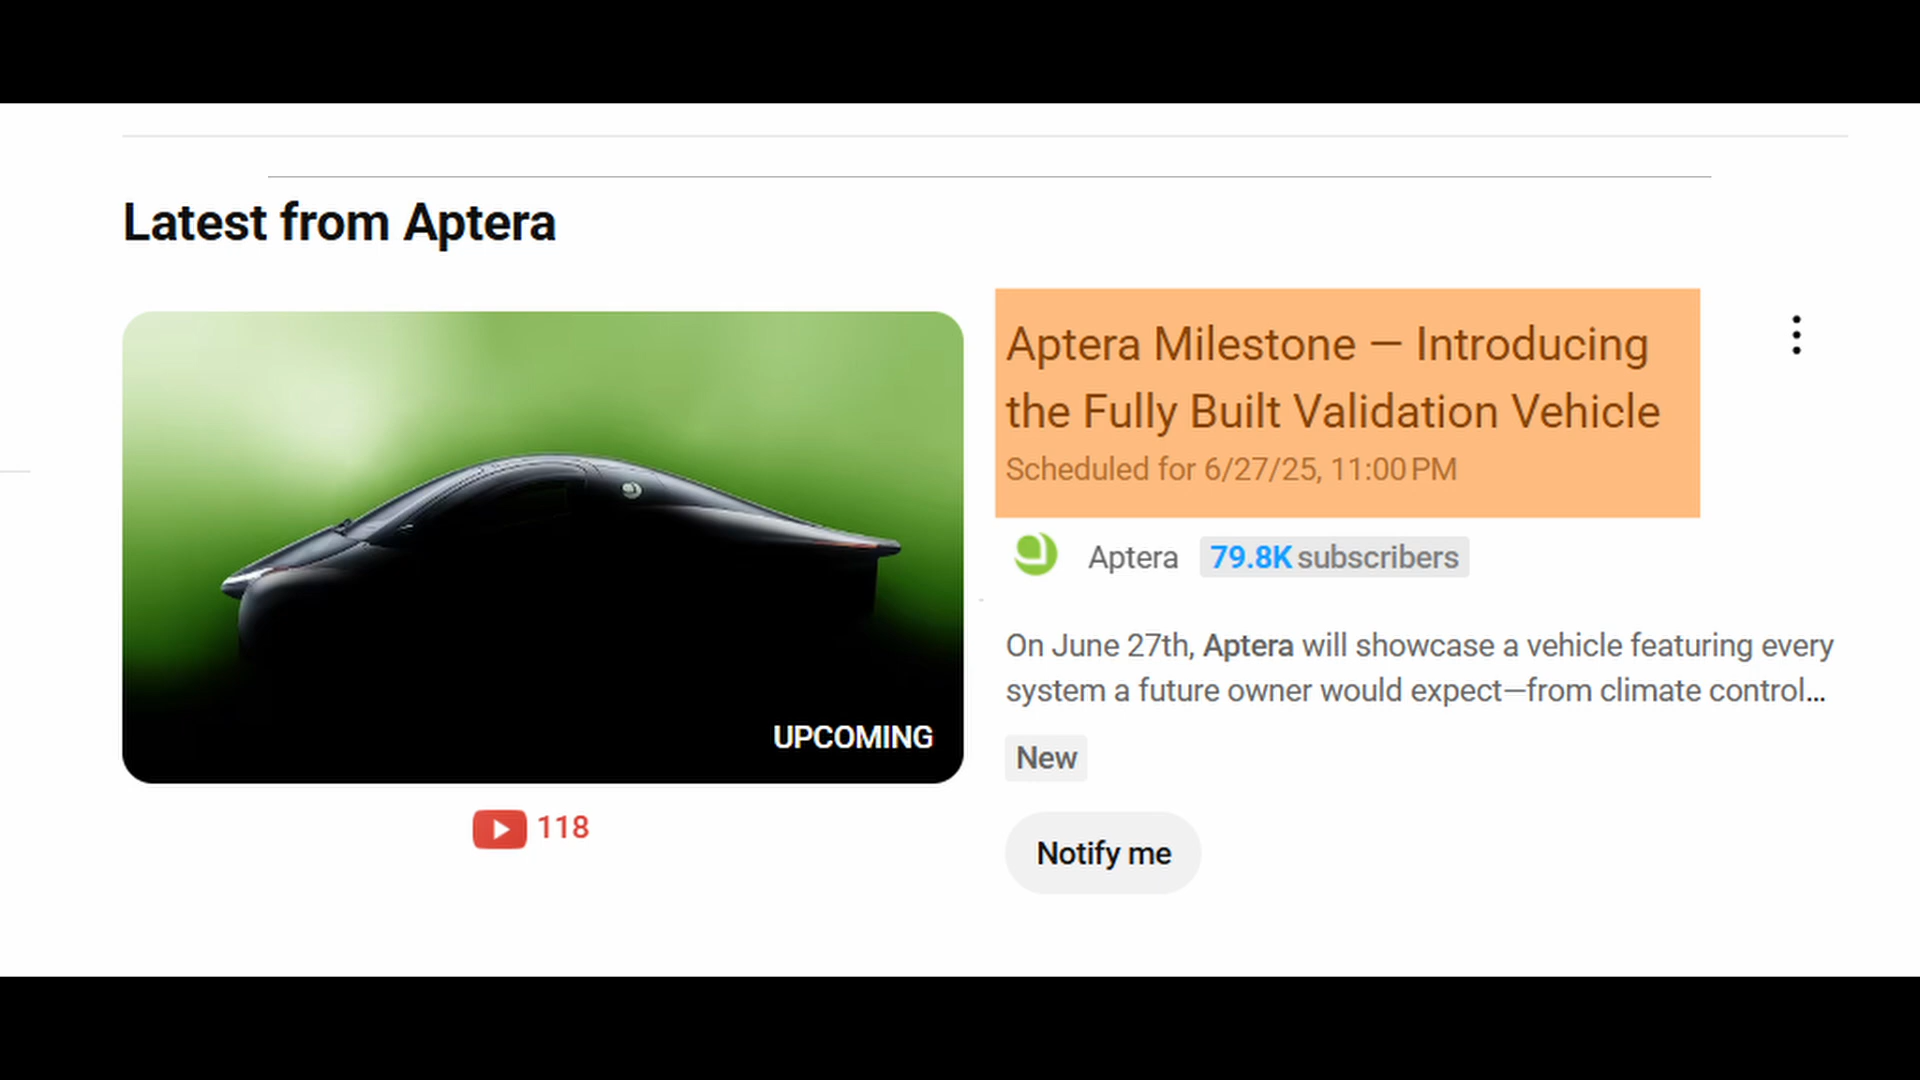 Latest from Aptera
Aptera Milestone — Introducing
the Fully Built Validation Vehicle
Scheduled for 6/27/25, 11:00 PM
Aptera 79.8K subscribers
On June 27th, Aptera will showcase a vehicle featuring every
system a future owner would expect—from climate control...
New
Notify me
UPCOMING
118